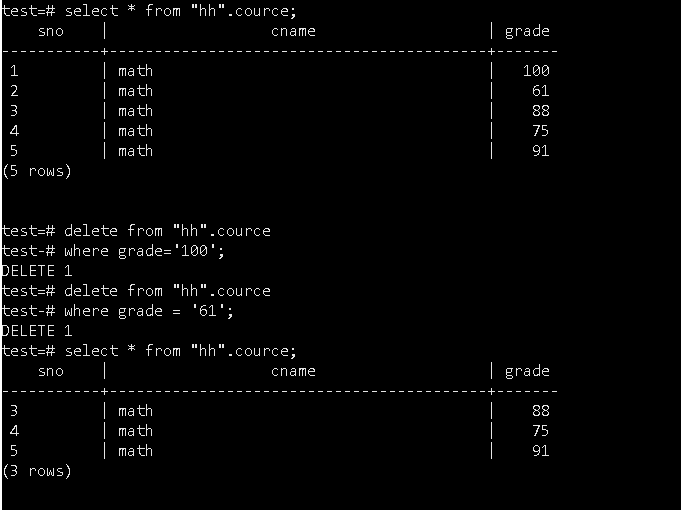 test=# select * from "hh".cource;
    sno    |                  cname                   | grade
-----------+------------------------------------------+-------
 1         | math                                     |   100
 2         | math                                     |    61
 3         | math                                     |    88
 4         | math                                     |    75
 5         | math                                     |    91
(5 rows)
test=# delete from "hh".cource
test-# where grade='100';
DELETE 1
test=# delete from "hh".cource
test-# where grade = '61';
DELETE 1
test=# select * from "hh".cource;
    sno    |                  cname                   | grade
-----------+------------------------------------------+-------
 3         | math                                     |    88
 4         | math                                     |    75
 5         | math                                     |    91
(3 rows)